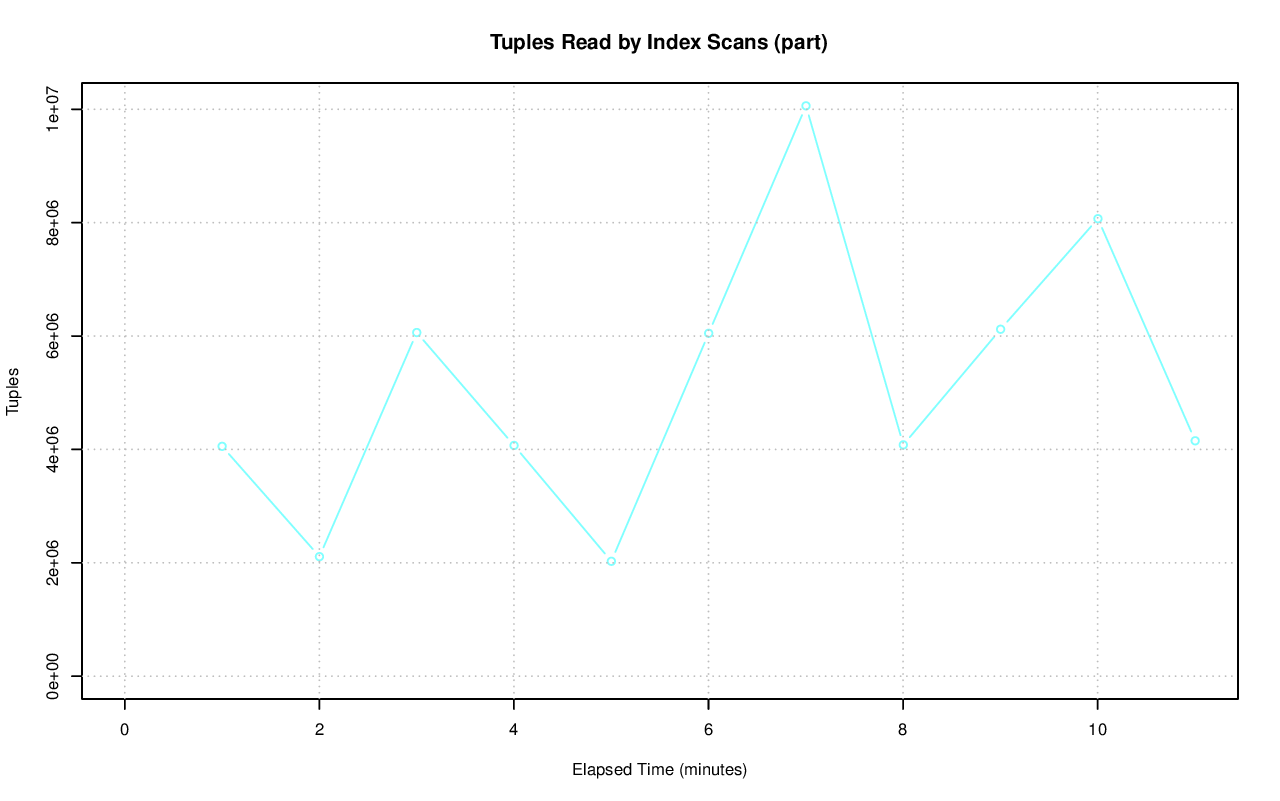 Tuples Read by Index Scans (part)
1e+07
8e+06
6e+06
4e+06
2e+06
0e+00
Tuples
0 2 4 6 8 10
Elapsed Time (minutes)